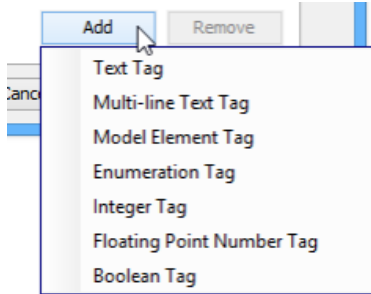 Add Remove
Text Tag
Multi-line Text Tag
Model Element Tag
Enumeration Tag
Integer Tag
Floating Point Number Tag
Boolean Tag